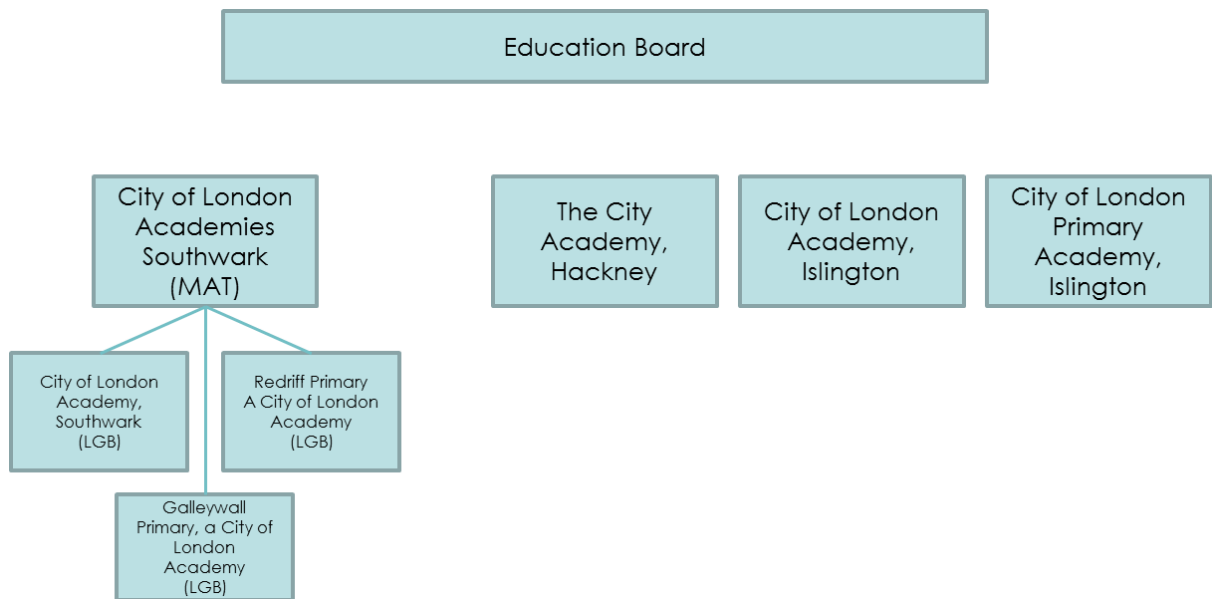 Education Board
City of London
Academies
Southwark
(MAT)
The City
Academy,
Hackney
City of London
Academy,
Islington
City of London
Primary
Academy,
Islington
City of London
Academy,
Southwark
(LGB)
Redriff Primary
A City of London
Academy
(LGB)
Galleywall
Primary, a City of
London
Academy
(LGB)